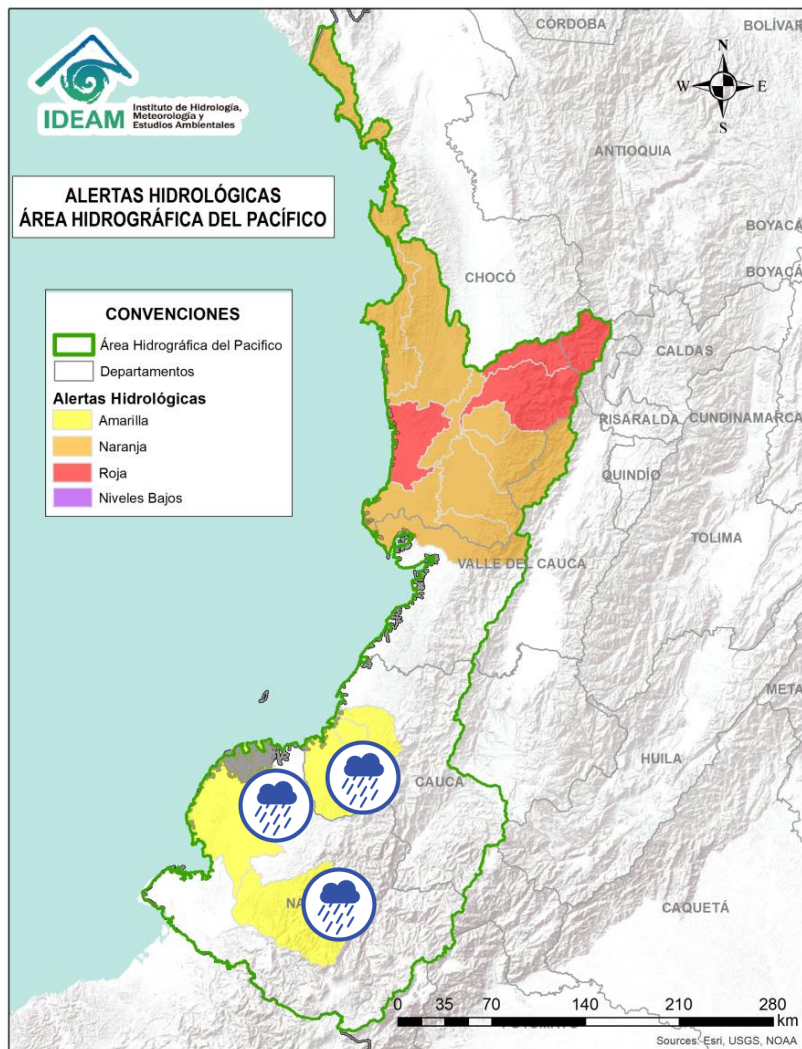 CÓRDOBA
BOLÍVAR
IDEAM
Instituto de Hidrología,
Meteorología y
Estudios Ambientales
N
W
E
S
ANTIOQUIA
ALERTAS HIDROLÓGICAS
ÁREA HIDROGRÁFICA DEL PACÍFICO
BOYACÁ
BOYACÁ
CHOCÓ
CONVENCIONES
Área Hidrográfica del Pacifico
Departamentos
Alertas Hidrológicas
Amarilla
Naranja
Roja
Niveles Bajos
CALDAS
RISARALDA
CUNDINAMARCA
QUINDÍO
TOLIMA
VALLE DEL CAUCA
META
HUILA
CAUCA
NA
CAQUETÁ
0 35 70 140 210 280
km
Sources: Esri, USGS, NOAA